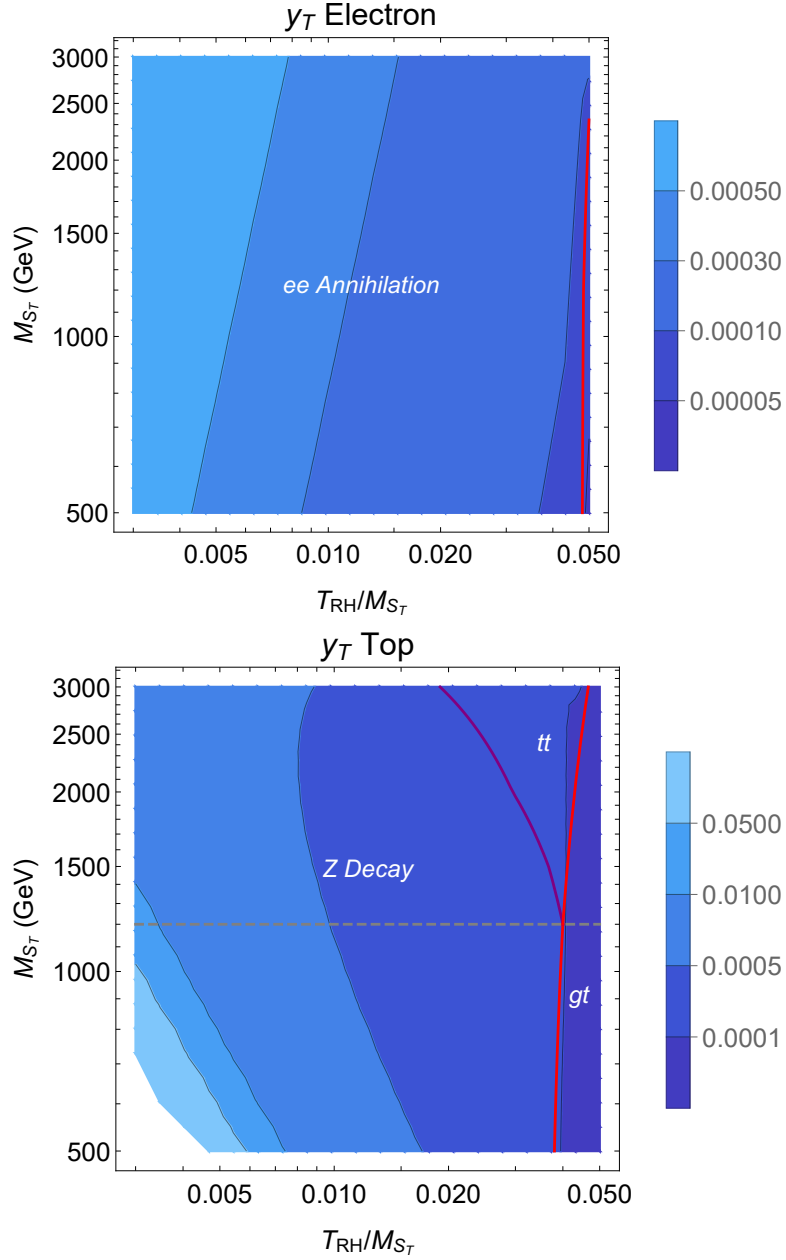 y_T Electron
3000
2500
2000
1500
1000
500
M_{S_T} (GeV)
ee Annihilation
0.005
0.010
0.020
0.050
T_RH/M_{S_T}
0.00050
0.00030
0.00010
0.00005
y_T Top
3000
2500
2000
1500
1000
500
M_{S_T} (GeV)
tt
Z Decay
gt
0.005
0.010
0.020
0.050
T_RH/M_{S_T}
0.0500
0.0100
0.0005
0.0001